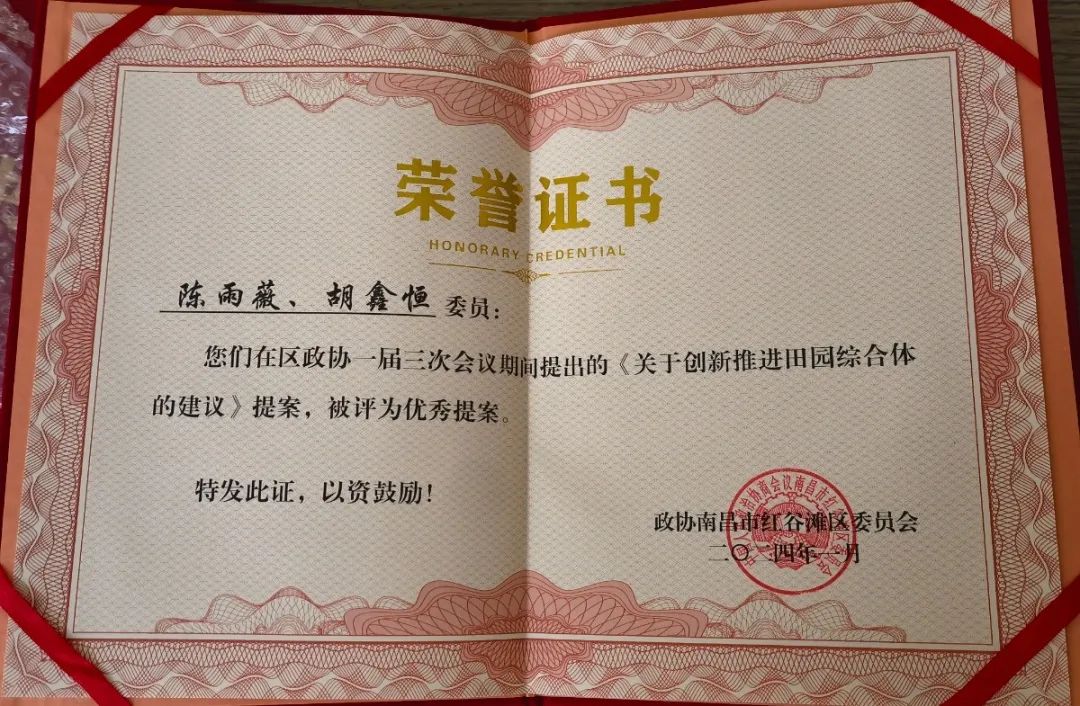 荣誉证书
HONORARY CREDENTIAL
陈雨薇、胡鑫恒 委员：
您们在区政协一届三次会议期间提出的《关于创新推进田园综合体
的建议》提案，被评为优秀提案。
特发此证，以资鼓励！
政协南昌市红谷滩区委员会
二〇二四年一月